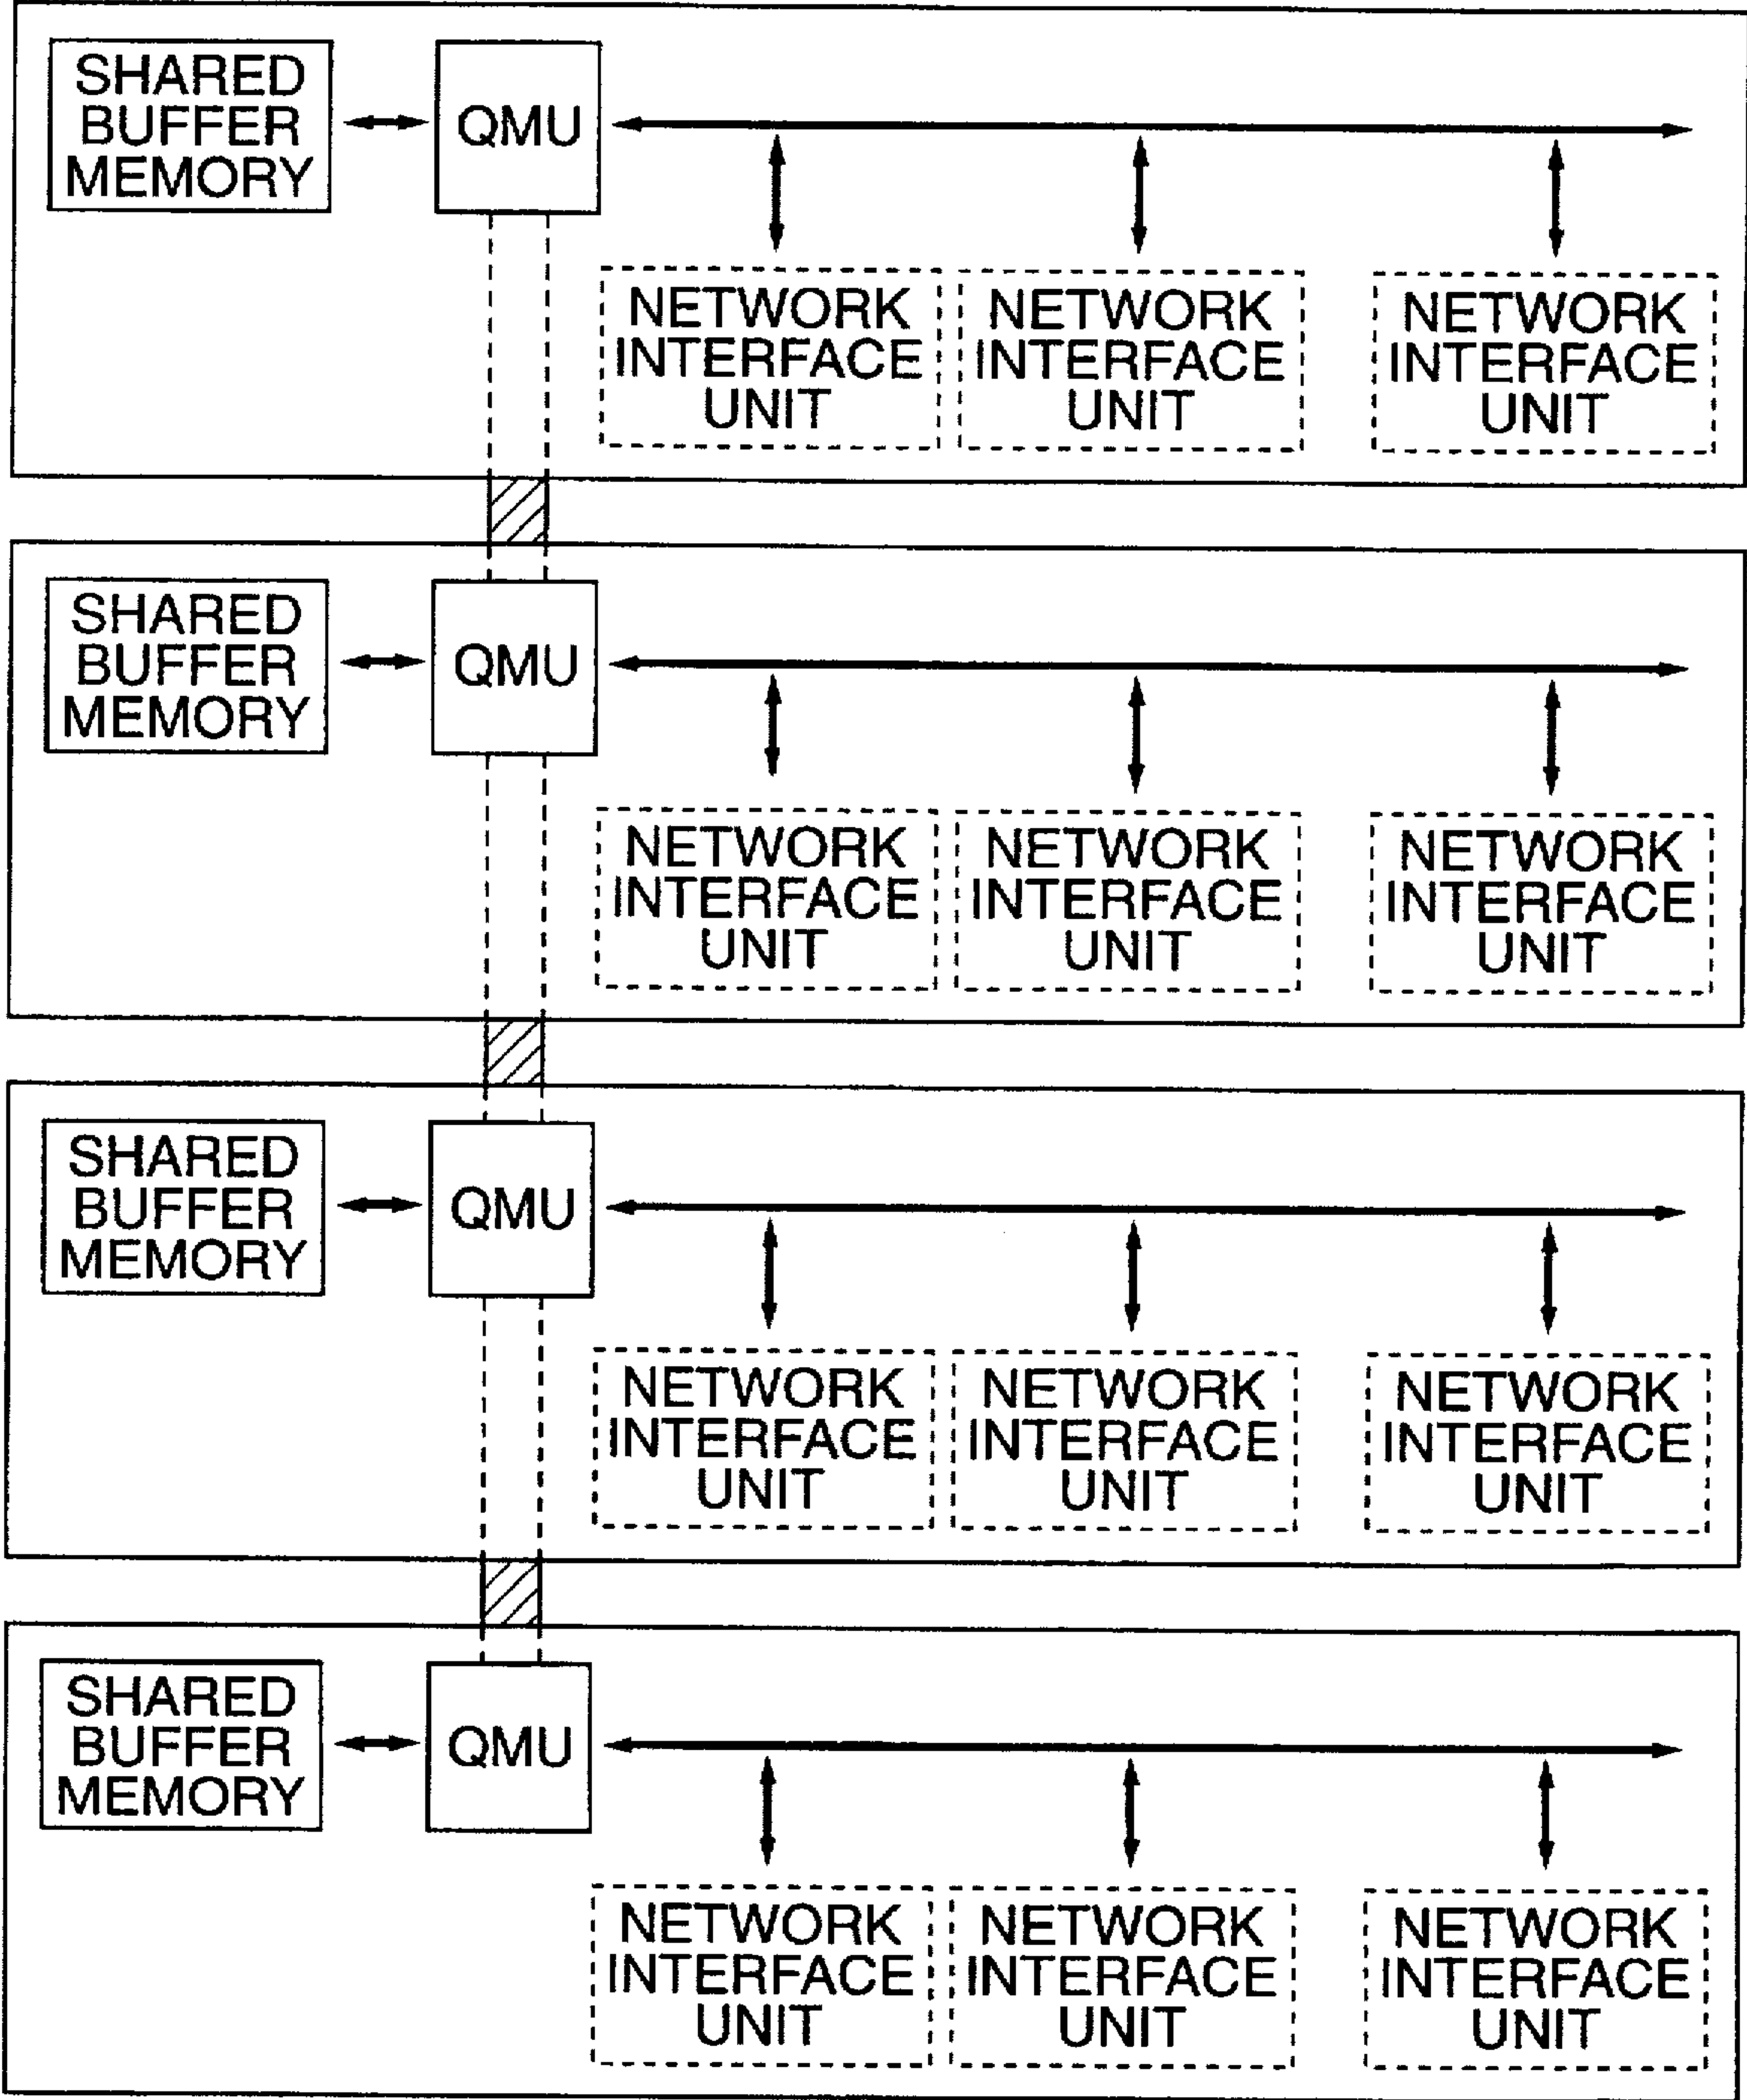 SHARED
BUFFER
MEMORY
QMU
NETWORK
INTERFACE
UNIT
NETWORK
INTERFACE
UNIT
NETWORK
INTERFACE
UNIT
SHARED
BUFFER
MEMORY
QMU
NETWORK
INTERFACE
UNIT
NETWORK
INTERFACE
UNIT
NETWORK
INTERFACE
UNIT
SHARED
BUFFER
MEMORY
QMU
NETWORK
INTERFACE
UNIT
NETWORK
INTERFACE
UNIT
NETWORK
INTERFACE
UNIT
SHARED
BUFFER
MEMORY
QMU
NETWORK
INTERFACE
UNIT
NETWORK
INTERFACE
UNIT
NETWORK
INTERFACE
UNIT